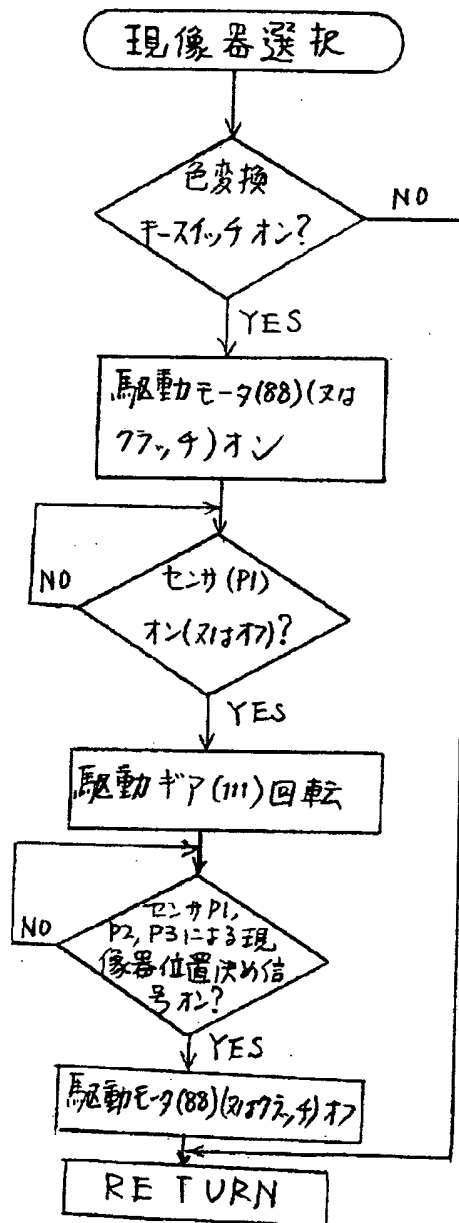 現像器選択
色変換
キースイッチオン?
NO
YES
駆動モータ(88)(又は
クラッチ)オン
NO
センサ(P1)
オン(又はオフ)?
YES
駆動ギア(111)回転
NO
センサP1,
P2, P3による現
像器位置決め信
号オン?
YES
駆動モータ(88)(又はクラッチ)オフ
RETURN